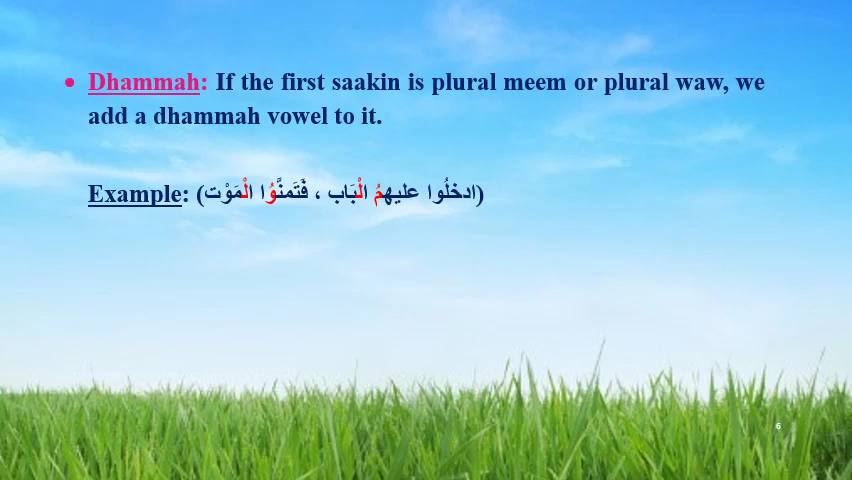 • Dhammah: If the first saakin is plural meem or plural waw, we
add a dhammah vowel to it.
Example: (ادخلُوا عليهمُ الْبَاب ، فَتَمنَّوُا الْمَوْت)
6